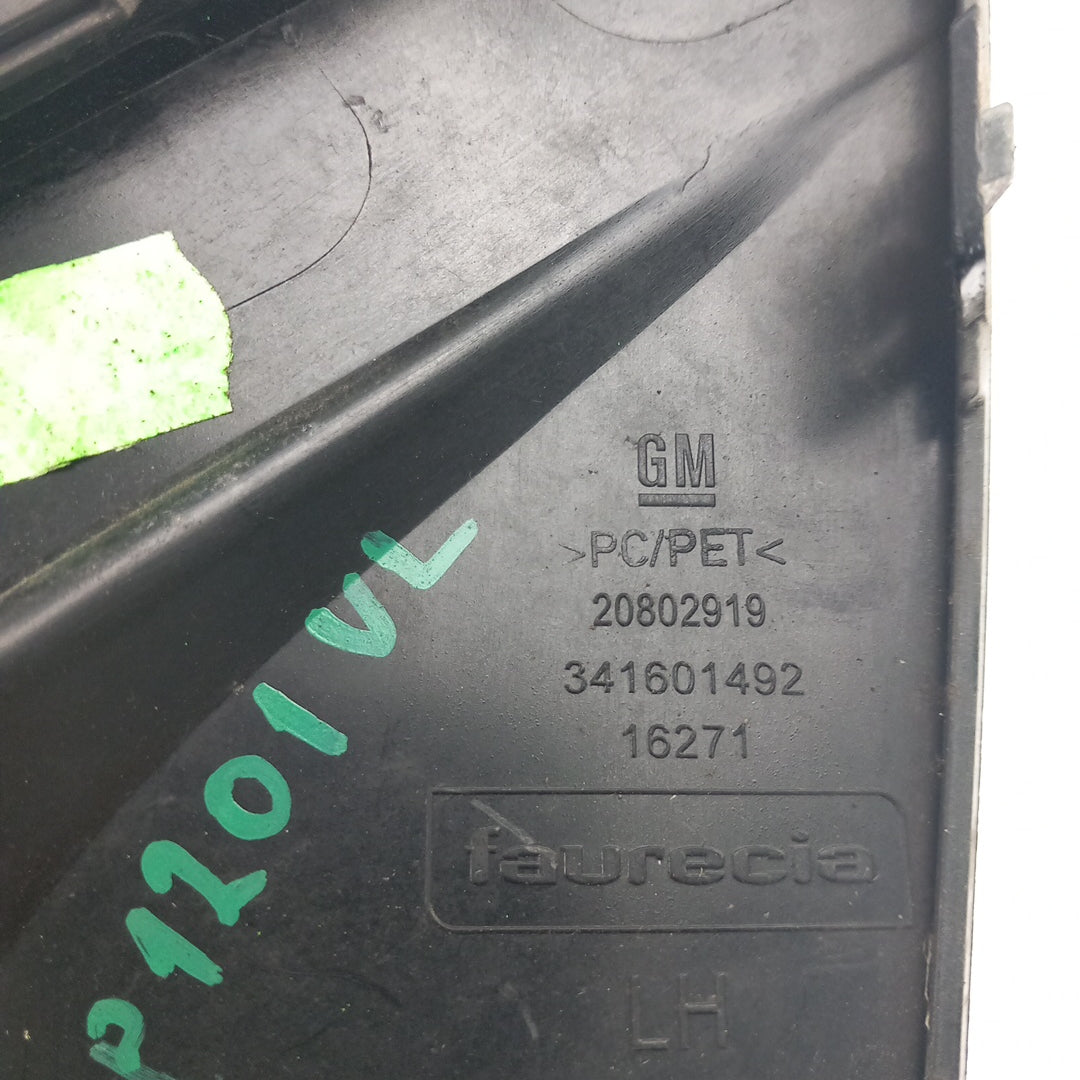 GM
>PC/PET<
20802919
341601492
16271
faurecia
LH
P1201VL